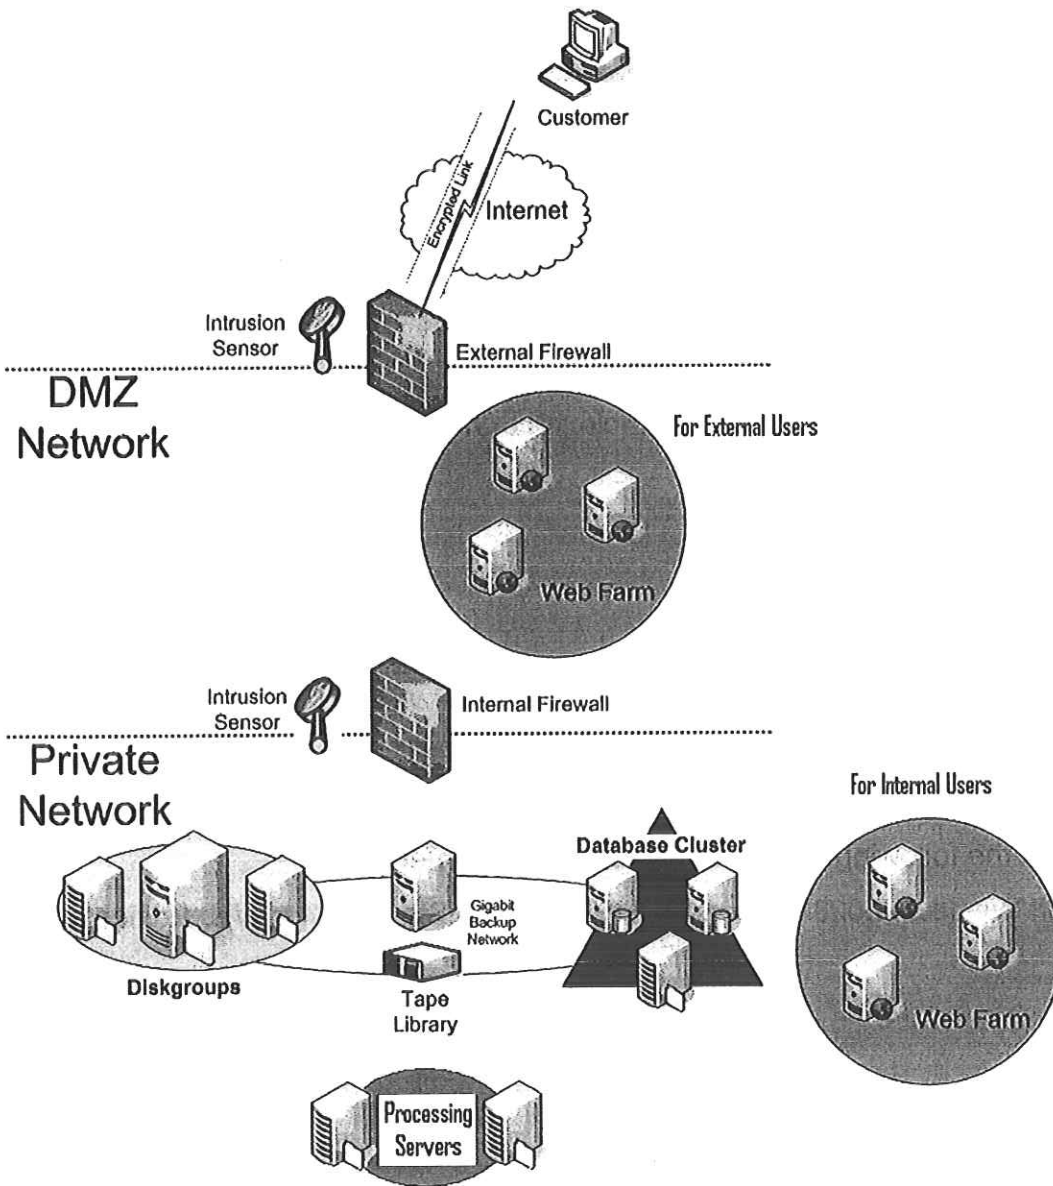 Customer
Encrypted Link
Internet
Intrusion
Sensor
External Firewall
DMZ
Network
For External Users
Web Farm
Intrusion
Sensor
Internal Firewall
Private
Network
For Internal Users
Database Cluster
Gigabit
Backup
Network
Diskgroups
Tape
Library
Web Farm
Processing
Servers